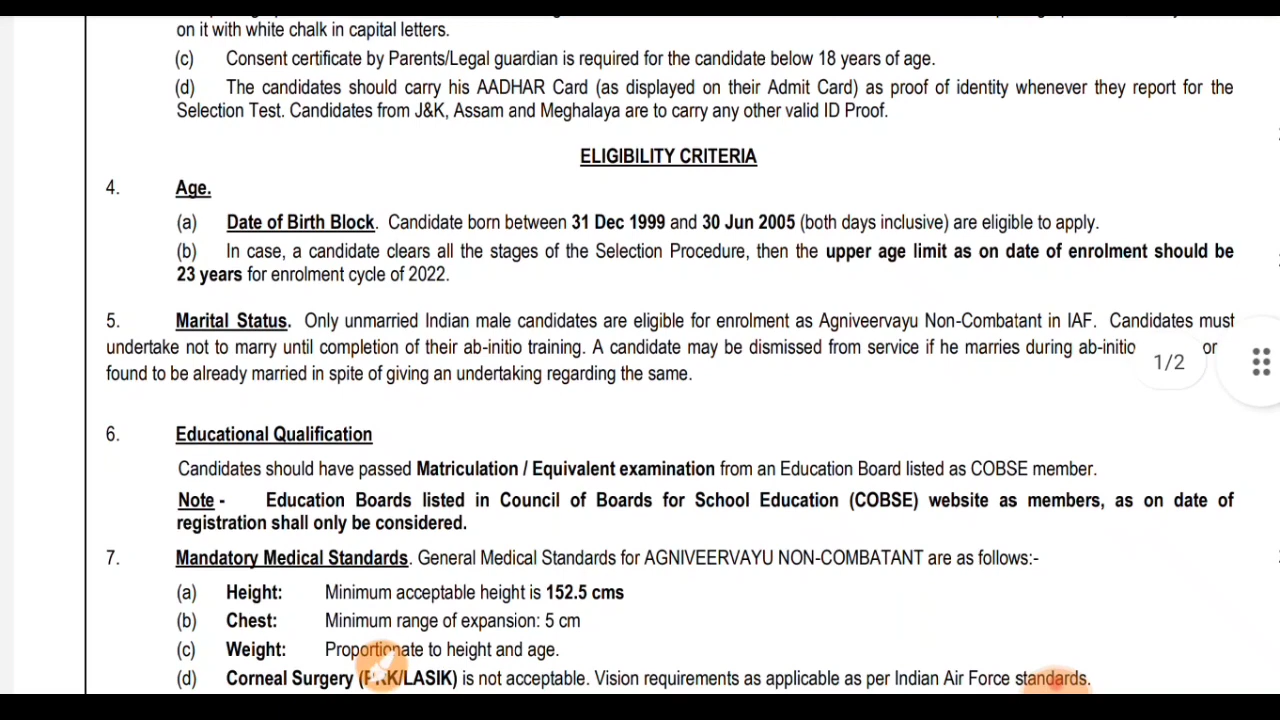 on it with white chalk in capital letters.
(c) Consent certificate by Parents/Legal guardian is required for the candidate below 18 years of age.
(d) The candidates should carry his AADHAR Card (as displayed on their Admit Card) as proof of identity whenever they report for the
Selection Test. Candidates from J&K, Assam and Meghalaya are to carry any other valid ID Proof.
ELIGIBILITY CRITERIA
4. Age.
(a) Date of Birth Block. Candidate born between 31 Dec 1999 and 30 Jun 2005 (both days inclusive) are eligible to apply.
(b) In case, a candidate clears all the stages of the Selection Procedure, then the upper age limit as on date of enrolment should be
23 years for enrolment cycle of 2022.
5. Marital Status. Only unmarried Indian male candidates are eligible for enrolment as Agniveervayu Non-Combatant in IAF. Candidates must
undertake not to marry until completion of their ab-initio training. A candidate may be dismissed from service if he marries during ab-initio or
1/2
found to be already married in spite of giving an undertaking regarding the same.
6. Educational Qualification
Candidates should have passed Matriculation / Equivalent examination from an Education Board listed as COBSE member.
Note - Education Boards listed in Council of Boards for School Education (COBSE) website as members, as on date of
registration shall only be considered.
7. Mandatory Medical Standards. General Medical Standards for AGNIVEERVAYU NON-COMBATANT are as follows:-
(a) Height: Minimum acceptable height is 152.5 cms
(b) Chest: Minimum range of expansion: 5 cm
(c) Weight: Proportionate to height and age.
(d) Corneal Surgery (PRK/LASIK) is not acceptable. Vision requirements as applicable as per Indian Air Force standards.